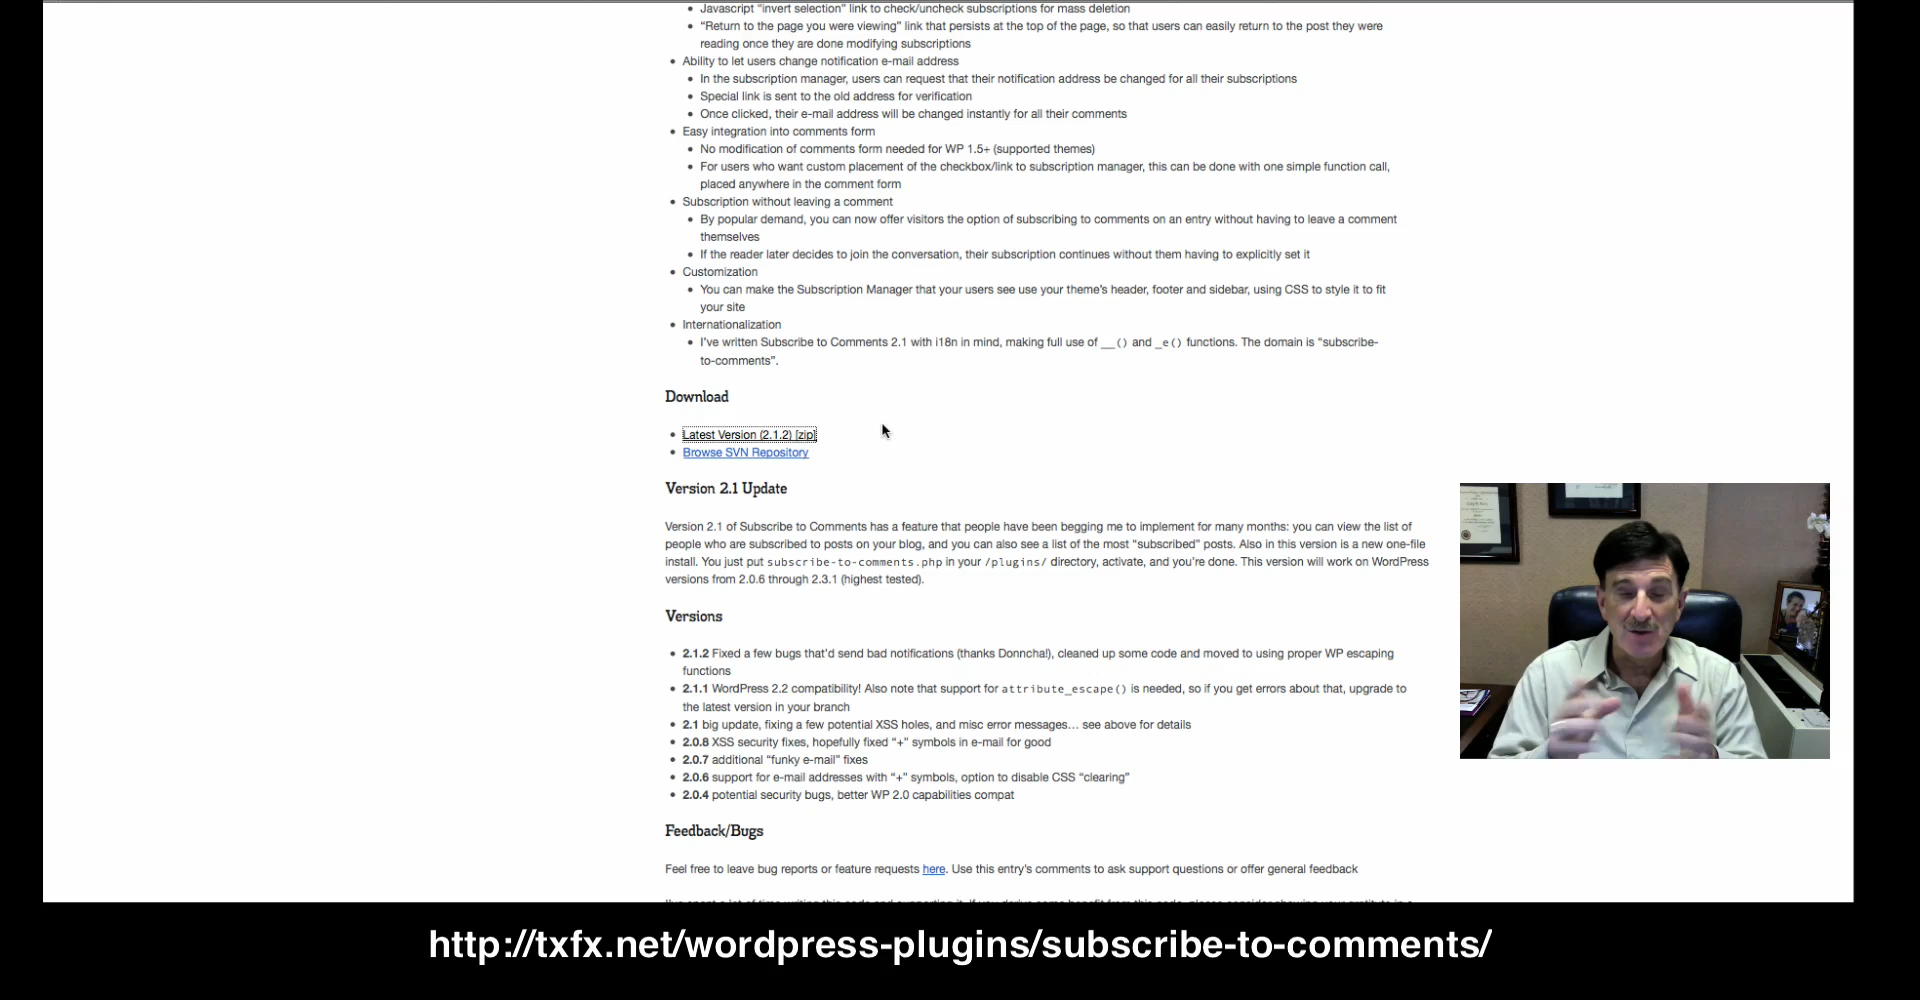 Javascript “invert selection” link to check/uncheck subscriptions for mass deletion
“Return to the page you were viewing” link that persists at the top of the page, so that users can easily return to the post they were
reading once they are done modifying subscriptions
Ability to let users change notification e-mail address
In the subscription manager, users can request that their notification address be changed for all their subscriptions
Special link is sent to the old address for verification
Once clicked, their e-mail address will be changed instantly for all their comments
Easy integration into comments form
No modification of comments form needed for WP 1.5+ (supported themes)
For users who want custom placement of the checkbox/link to subscription manager, this can be done with one simple function call,
placed anywhere in the comment form
Subscription without leaving a comment
By popular demand, you can now offer visitors the option of subscribing to comments on an entry without having to leave a comment
themselves
If the reader later decides to join the conversation, their subscription continues without them having to explicitly set it
Customization
You can make the Subscription Manager that your users see use your theme’s header, footer and sidebar, using CSS to style it to fit
your site
Internationalization
I’ve written Subscribe to Comments 2.1 with i18n in mind, making full use of __() and _e() functions. The domain is “subscribe-
to-comments”.
Download
Latest Version (2.1.2) [zip]
Browse SVN Repository
Version 2.1 Update
Version 2.1 of Subscribe to Comments has a feature that people have been begging me to implement for many months: you can view the list of
people who are subscribed to posts on your blog, and you can also see a list of the most “subscribed” posts. Also in this version is a new one-file
install. You just put subscribe-to-comments.php in your /plugins/ directory, activate, and you’re done. This version will work on WordPress
versions from 2.0.6 through 2.3.1 (highest tested).
Versions
2.1.2 Fixed a few bugs that’d send bad notifications (thanks Donncha!), cleaned up some code and moved to using proper WP escaping
functions
2.1.1 WordPress 2.2 compatibility! Also note that support for attribute_escape() is needed, so if you get errors about that, upgrade to
the latest version in your branch
2.1 big update, fixing a few potential XSS holes, and misc error messages… see above for details
2.0.8 XSS security fixes, hopefully fixed “+” symbols in e-mail for good
2.0.7 additional “funky e-mail” fixes
2.0.6 support for e-mail addresses with “+” symbols, option to disable CSS “clearing”
2.0.4 potential security bugs, better WP 2.0 capabilities compat
Feedback/Bugs
Feel free to leave bug reports or feature requests here. Use this entry’s comments to ask support questions or offer general feedback
http://txfx.net/wordpress-plugins/subscribe-to-comments/